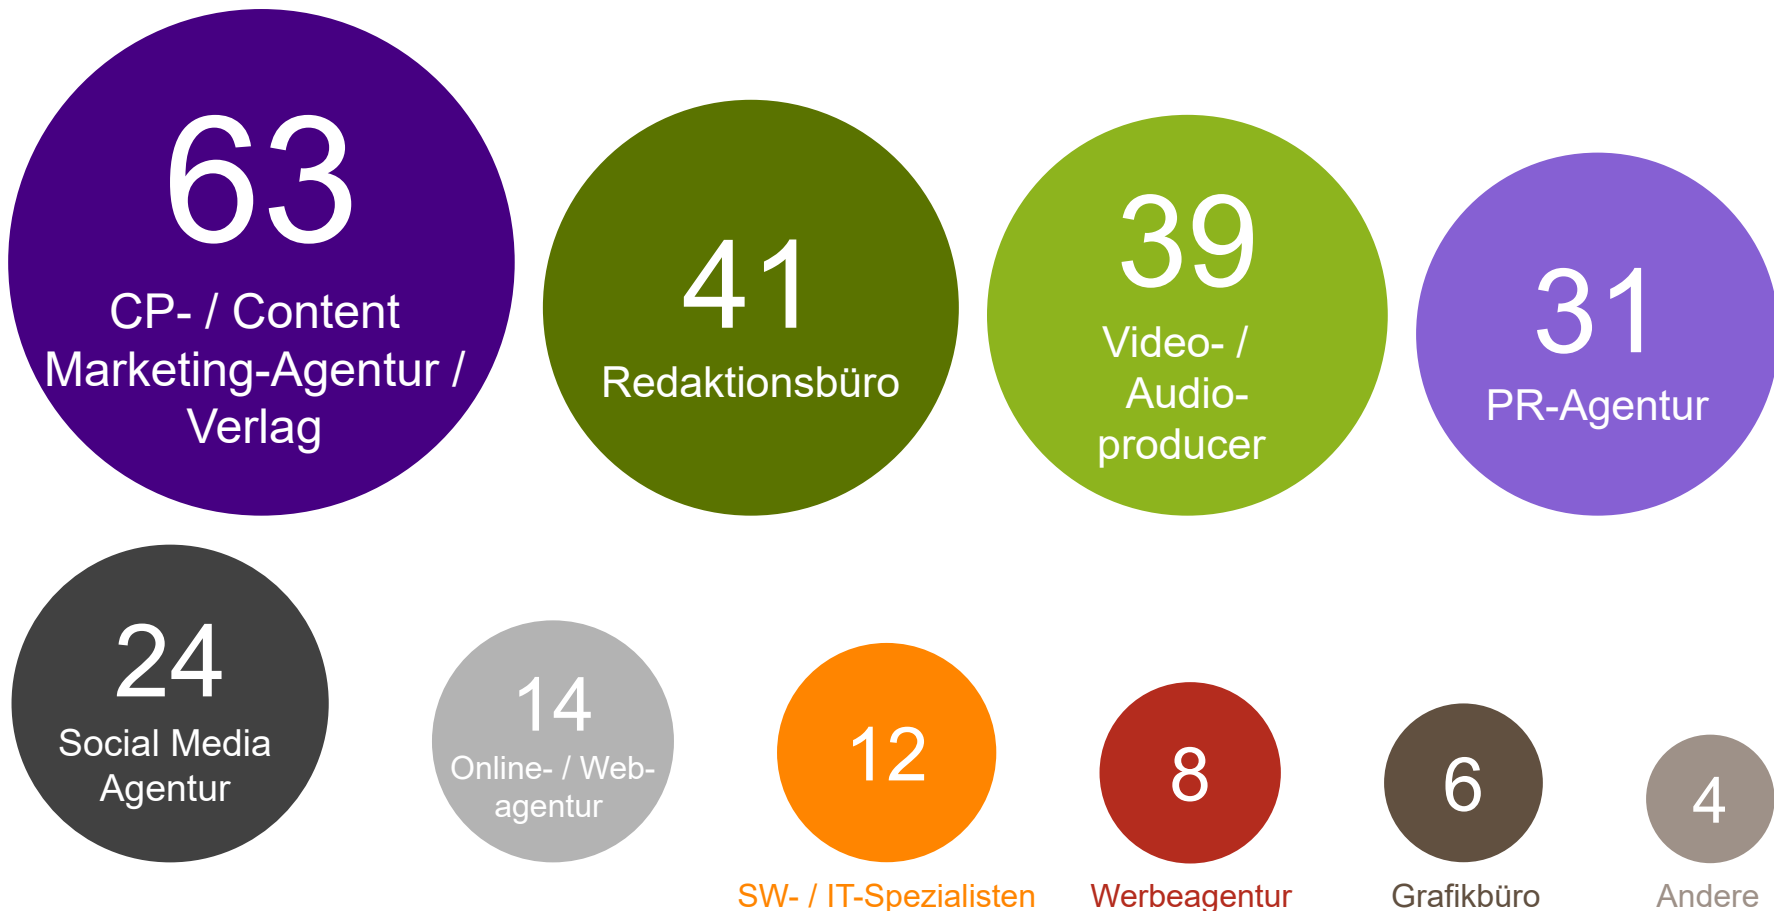 63
CP- / Content
Marketing-Agentur /
Verlag
41
Redaktionsbüro
39
Video- /
Audio-
producer
31
PR-Agentur
24
Social Media
Agentur
14
Online- / Web-
agentur
12
SW- / IT-Spezialisten
8
Werbeagentur
6
Grafikbüro
4
Andere